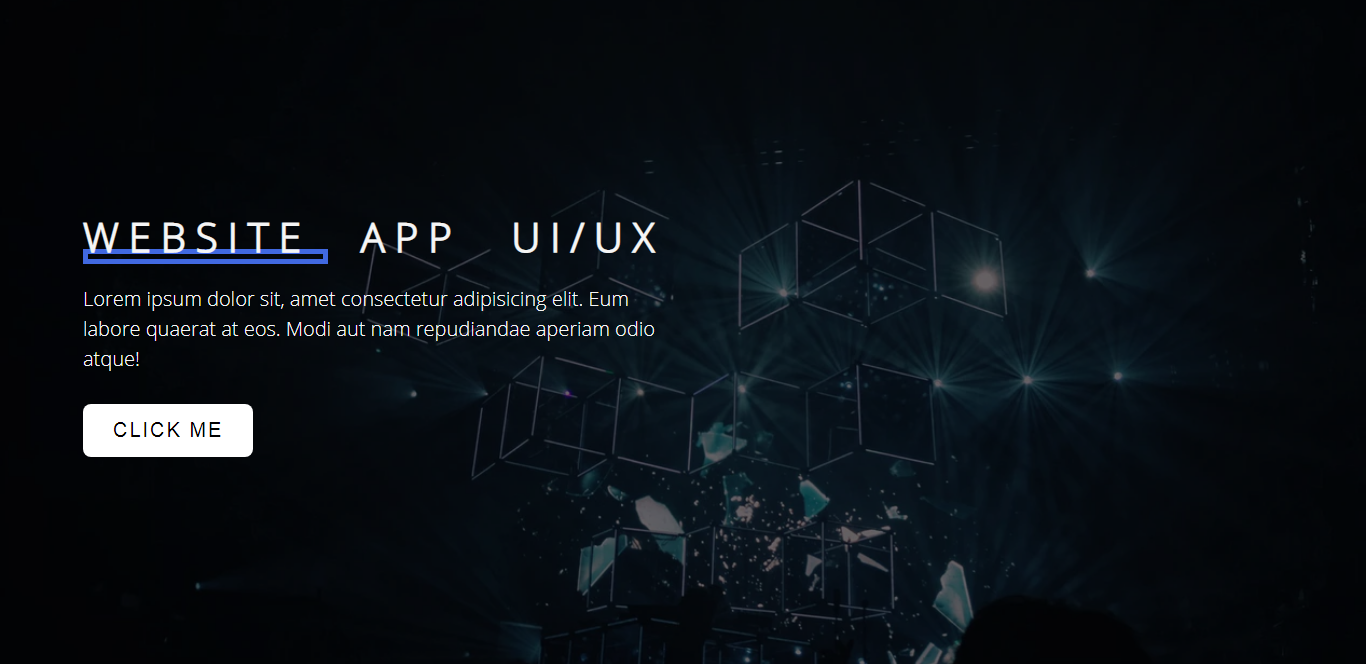 WEBSITE APP UI/UX
Lorem ipsum dolor sit, amet consectetur adipisicing elit. Eum
labore quaerat at eos. Modi aut nam repudiandae aperiam odio
atque!
CLICK ME